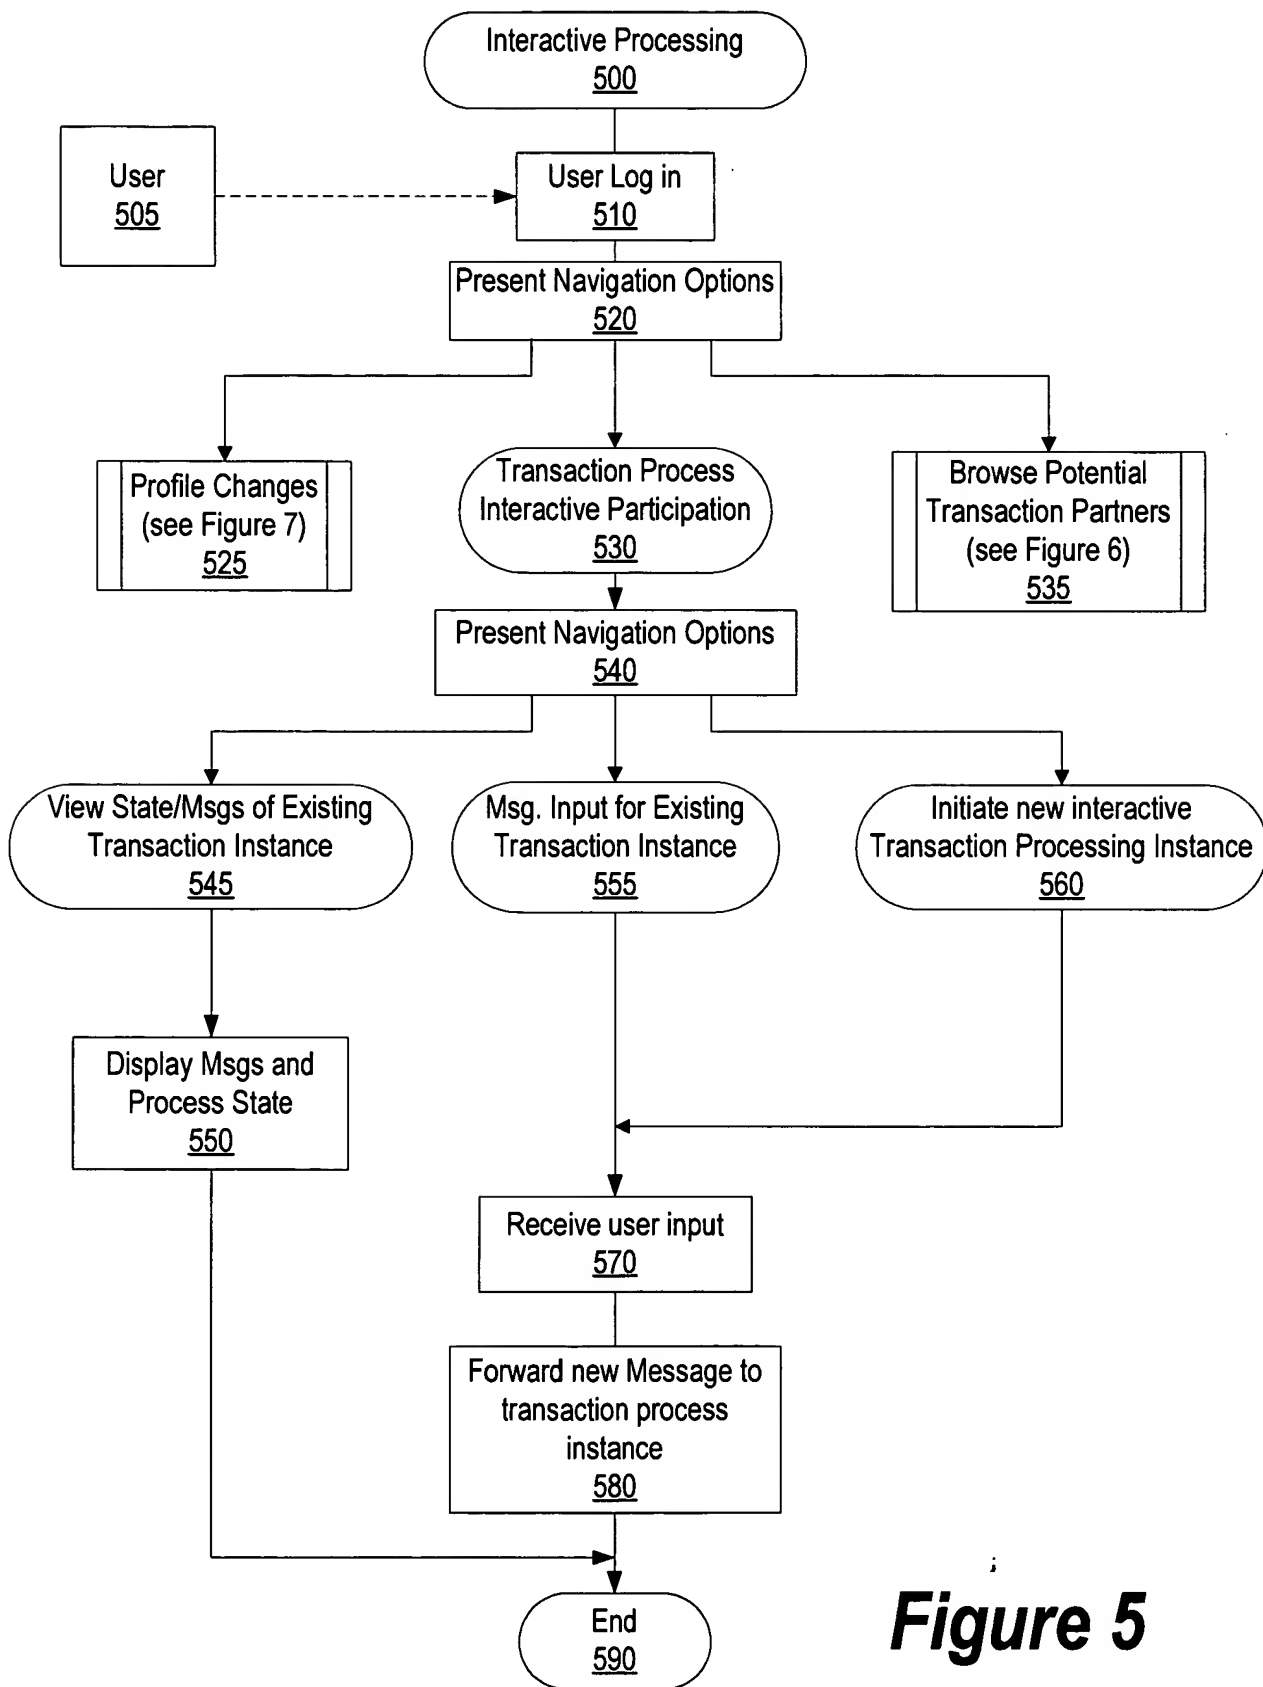 Interactive Processing
500
User
505
User Log in
510
Present Navigation Options
520
Profile Changes
(see Figure 7)
525
Transaction Process
Interactive Participation
530
Browse Potential
Transaction Partners
(see Figure 6)
535
Present Navigation Options
540
View State/Msgs of Existing
Transaction Instance
545
Msg. Input for Existing
Transaction Instance
555
Initiate new interactive
Transaction Processing Instance
560
Display Msgs and
Process State
550
Receive user input
570
Forward new Message to
transaction process
instance
580
End
590
Figure 5